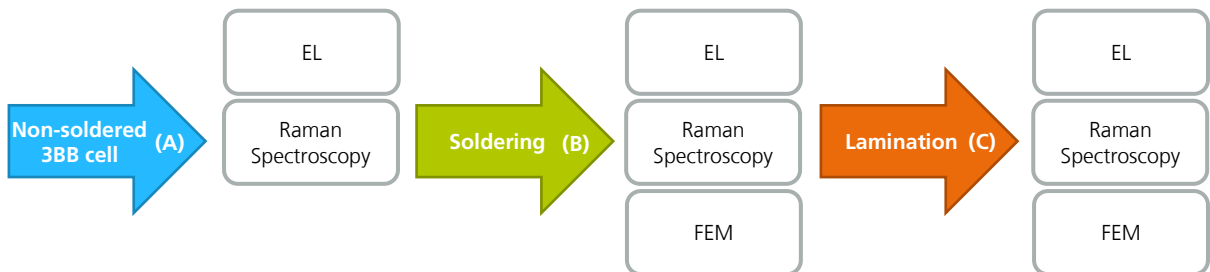 Non-soldered
3BB cell (A)
EL
Raman
Spectroscopy
Soldering (B)
EL
Raman
Spectroscopy
FEM
Lamination (C)
EL
Raman
Spectroscopy
FEM